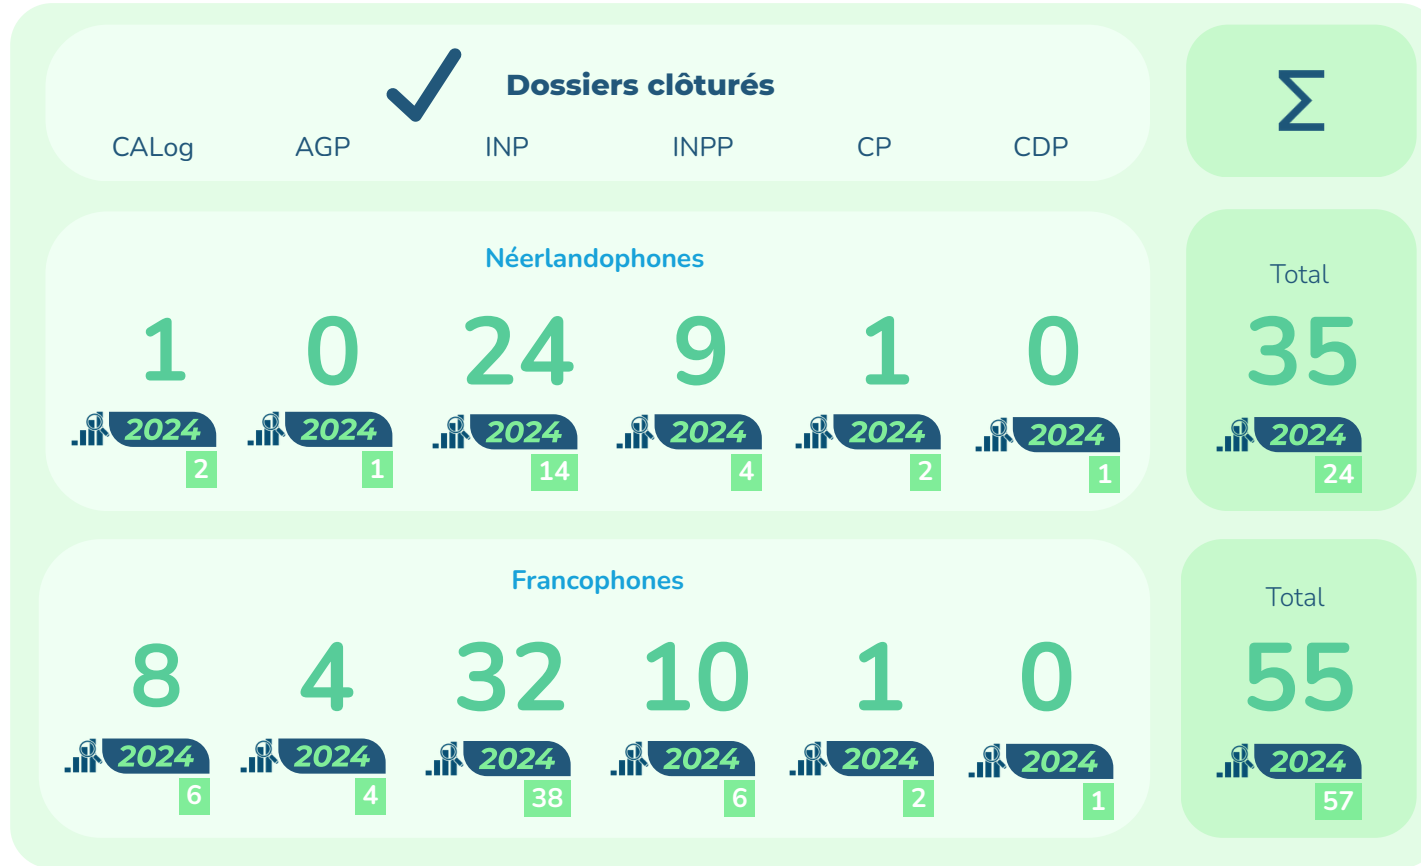 Dossiers clôturés
Σ
CALog AGP INP INPP CP CDP
Néerlandophones
Total
1 0 24 9 1 0 35
2024 2024 2024 2024 2024 2024 2024
2 1 14 4 2 1 24
Francophones
Total
8 4 32 10 1 0 55
2024 2024 2024 2024 2024 2024 2024
6 4 38 6 2 1 57